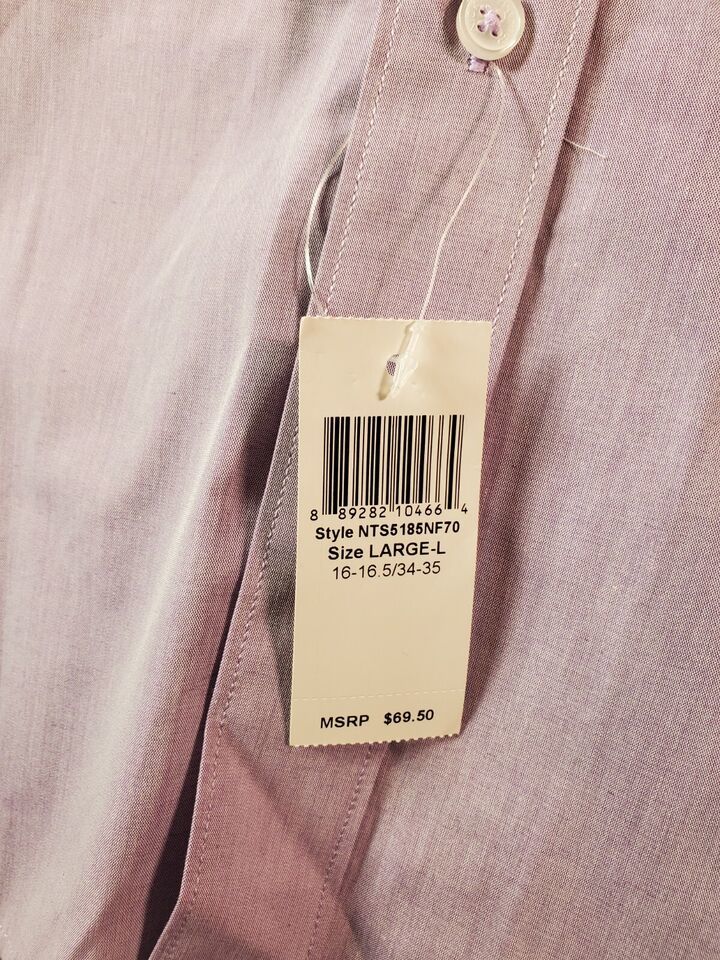 8 89282 10466 4
Style NTS5185NF70
Size LARGE-L
16-16.5/34-35
MSRP $69.50